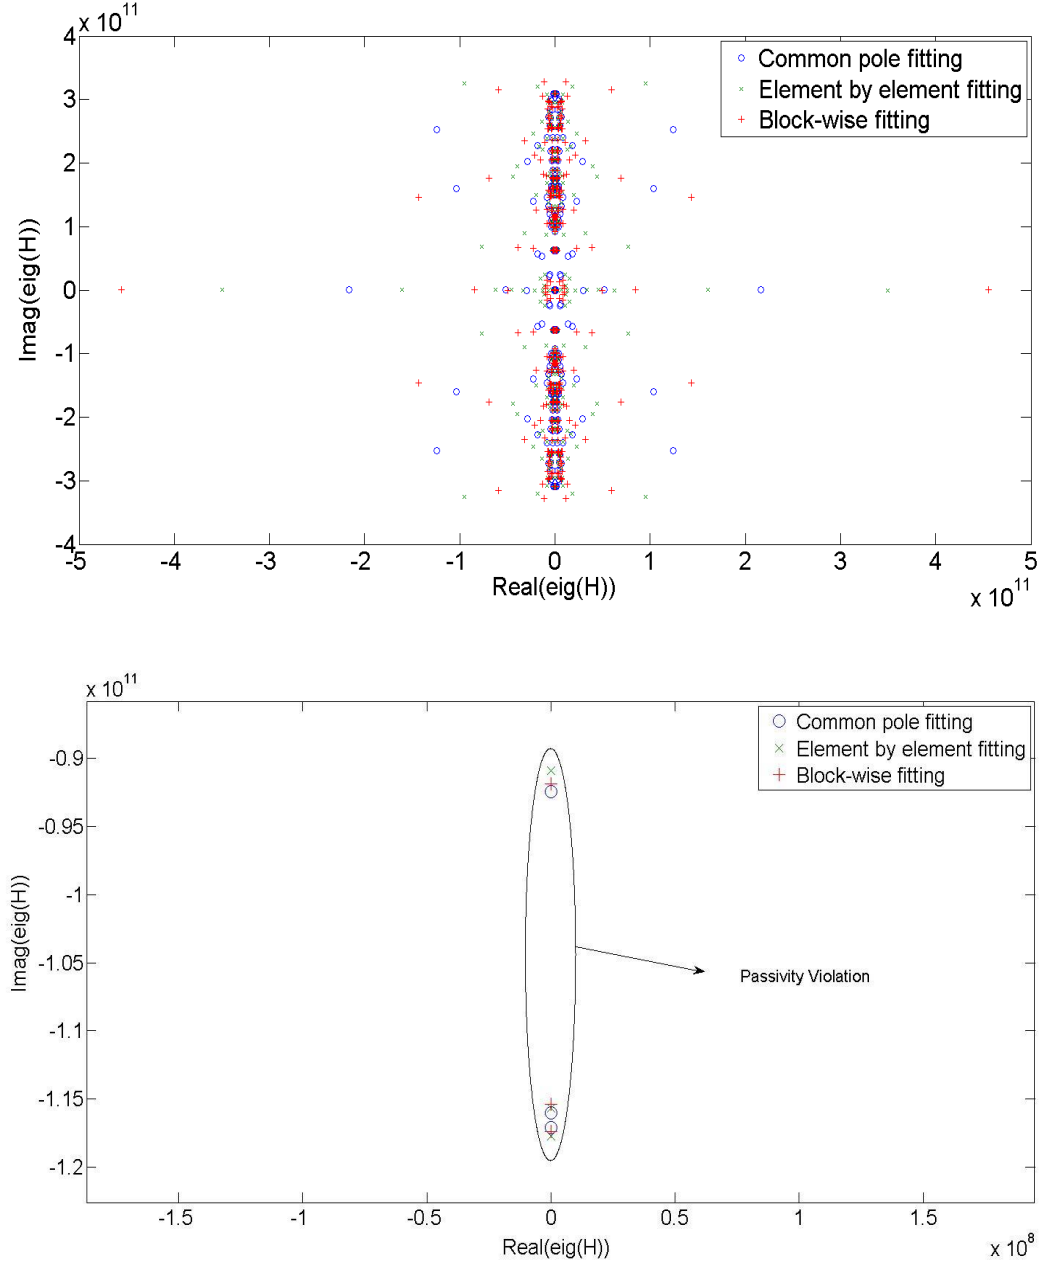 x 10^11
4
3
2
1
0
-1
-2
-3
-4
Imag(eig(H))
Common pole fitting
Element by element fitting
Block-wise fitting
-5 -4 -3 -2 -1 0 1 2 3 4 5
Real(eig(H))
x 10^11
x 10^11
-0.9
-0.95
-1
-1.05
-1.1
-1.15
-1.2
Imag(eig(H))
Common pole fitting
Element by element fitting
Block-wise fitting
Passivity Violation
-1.5 -1 -0.5 0 0.5 1 1.5
Real(eig(H))
x 10^8